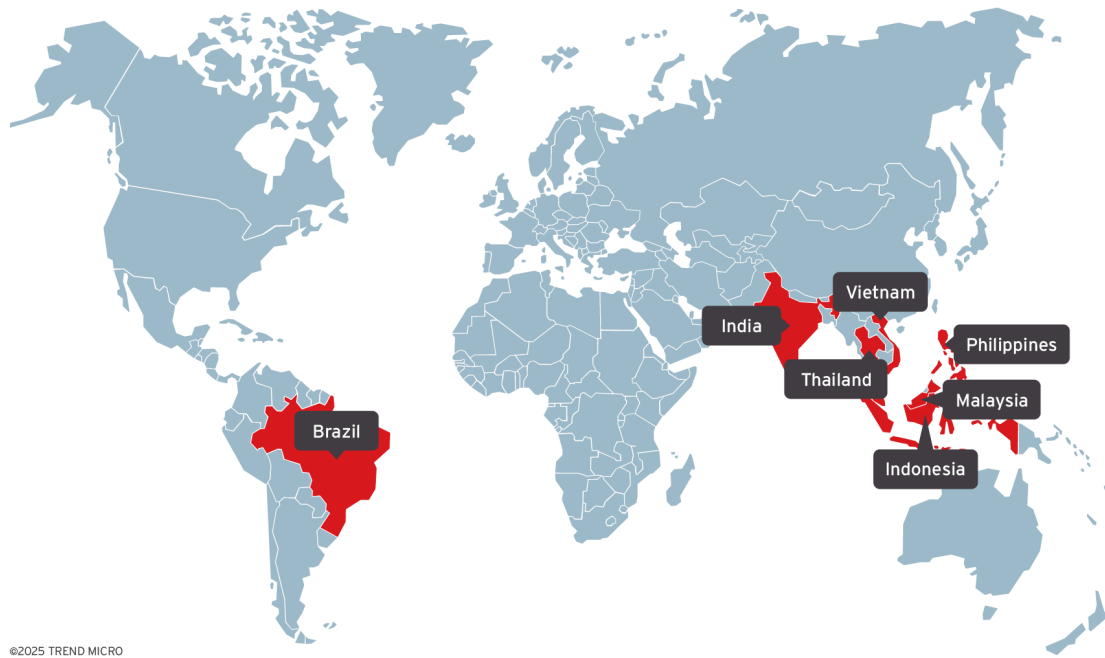 Vietnam
India
Philippines
Thailand
Malaysia
Brazil
Indonesia
©2025 TREND MICRO